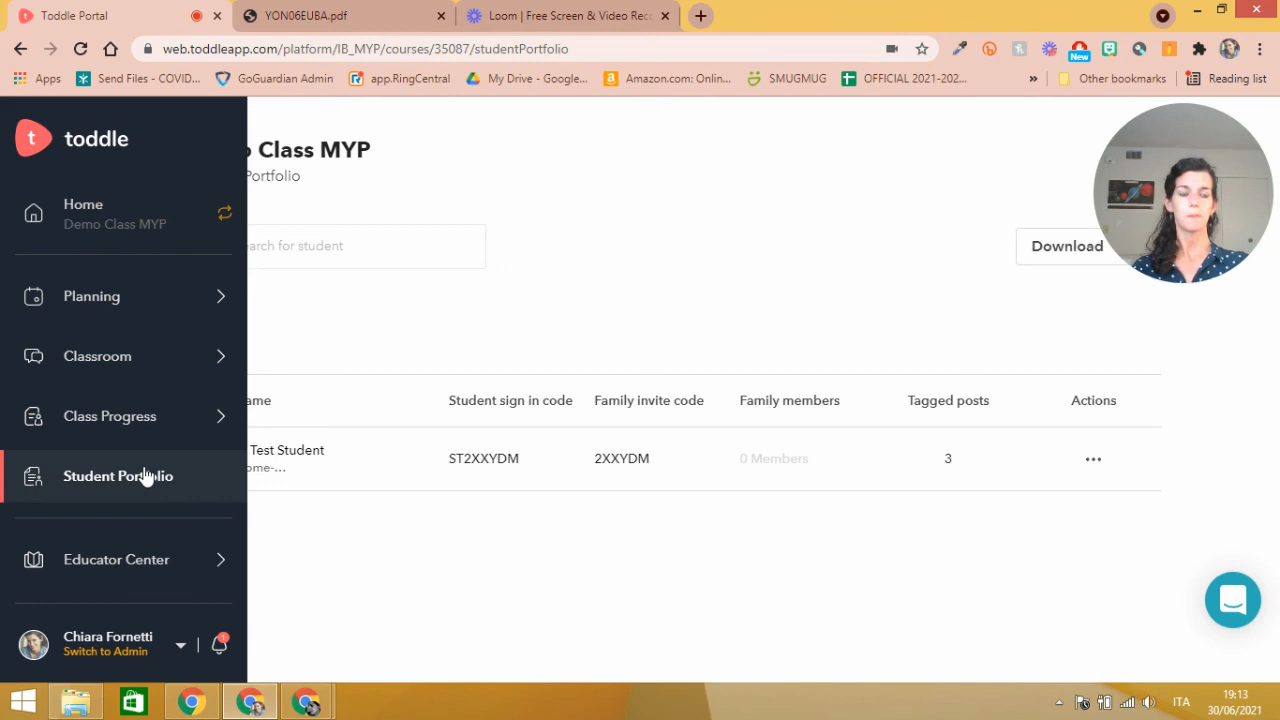 Toddle Portal
YON06EUBA.pdf
Loom | Free Screen & Video Rec
web.toddleapp.com/platform/IB_MYP/courses/35087/studentPortfolio
New
Apps
Send Files - COVID...
GoGuardian Admin
app.RingCentral
My Drive - Google...
Amazon.com: Onlin...
SMUGMUG
OFFICIAL 2021-202...
»
Other bookmarks
Reading list
t toddle
Home
Demo Class MYP
Planning
Classroom
Class Progress
Student Portfolio
Educator Center
Chiara Fornetti
Switch to Admin
1
o Class MYP
Portfolio
earch for student
Download
ame
Student sign in code
Family invite code
Family members
Tagged posts
Actions
Test Student
ome-...
ST2XXYDM
2XXYDM
0 Members
3
...
ITA
19:13
30/06/2021